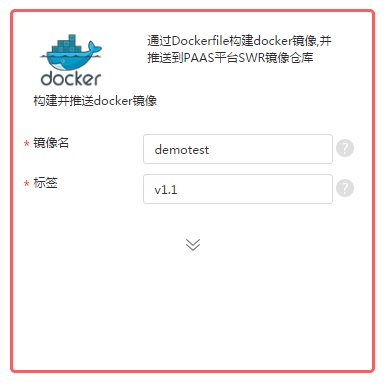 docker
通过Dockerfile构建docker镜像,并
推送到PAAS平台SWR镜像仓库
构建并推送docker镜像
* 镜像名
demotest
?
* 标签
v1.1
?